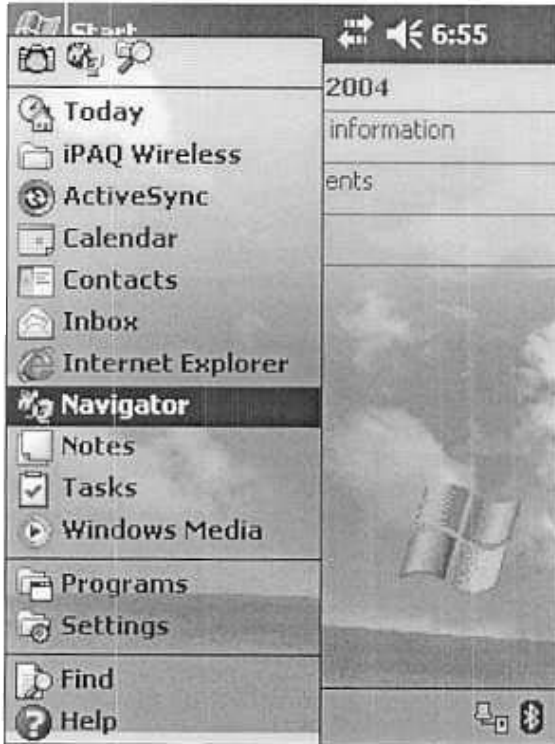 Start
6:55
2004
Today
information
iPAQ Wireless
ents
ActiveSync
Calendar
Contacts
Inbox
Internet Explorer
Navigator
Notes
Tasks
Windows Media
Programs
Settings
Find
Help